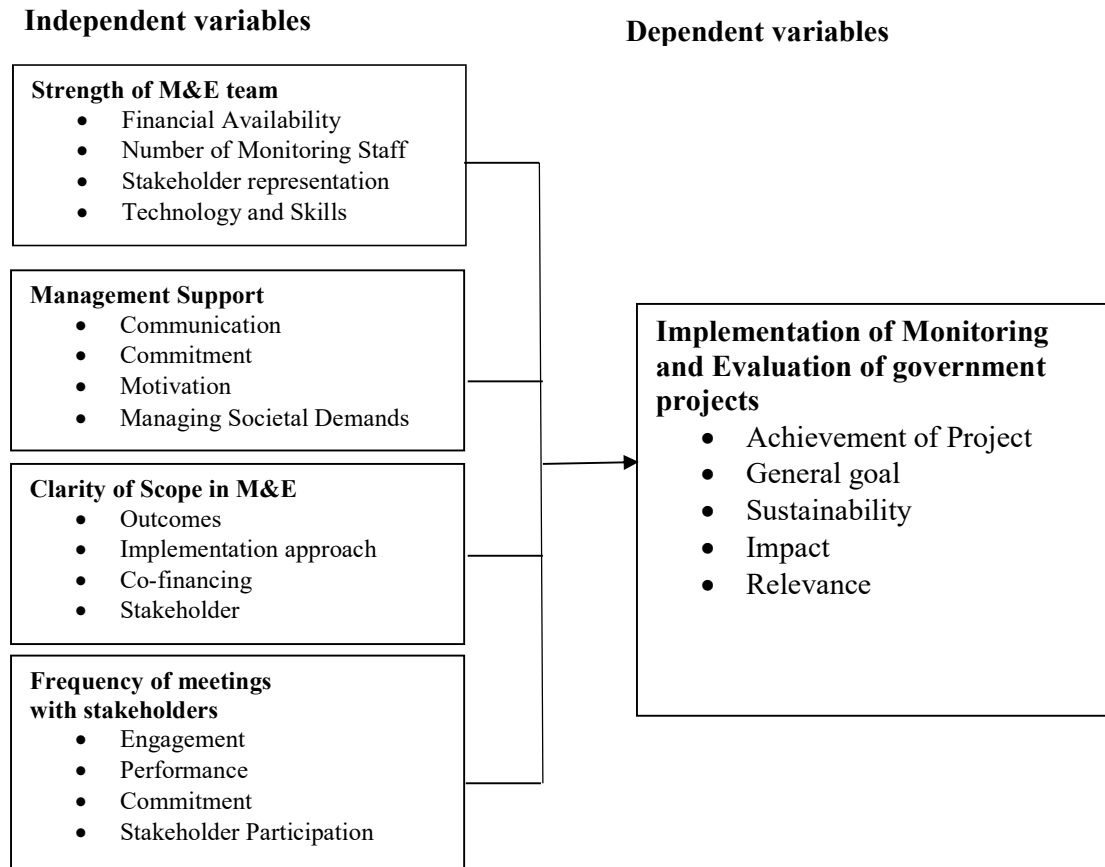 Independent variables
Dependent variables
Strength of M&E team
• Financial Availability
• Number of Monitoring Staff
• Stakeholder representation
• Technology and Skills
Management Support
• Communication
• Commitment
• Motivation
• Managing Societal Demands
Clarity of Scope in M&E
• Outcomes
• Implementation approach
• Co-financing
• Stakeholder
Frequency of meetings
with stakeholders
• Engagement
• Performance
• Commitment
• Stakeholder Participation
Implementation of Monitoring
and Evaluation of government
projects
• Achievement of Project
• General goal
• Sustainability
• Impact
• Relevance